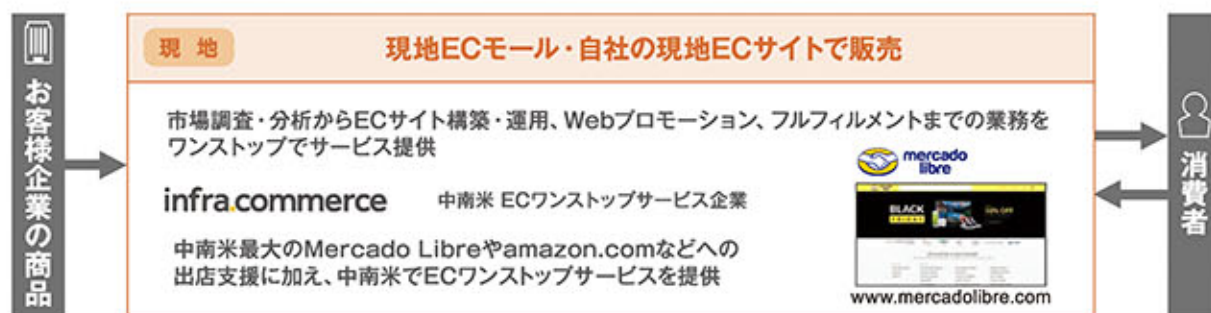 お客様企業の商品
現 地
現地ECモール・自社の現地ECサイトで販売
市場調査・分析からECサイト構築・運用、Webプロモーション、フルフィルメントまでの業務を
ワンストップでサービス提供
infra.commerce
中南米 ECワンストップサービス企業
中南米最大のMercado Libreやamazon.comなどへの
出店支援に加え、中南米でECワンストップサービスを提供
mercado
libre
BLACK
FRIDAY
50% OFF
www.mercadolibre.com
消費者